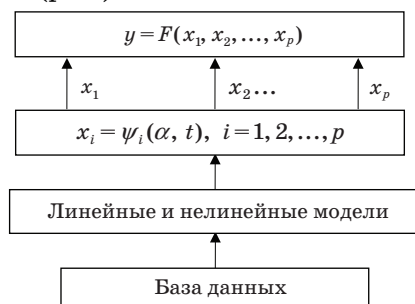 y = F(x₁, x₂, ..., xₚ)
x₁ x₂... xₚ
xᵢ = ψᵢ(α, t), i = 1, 2, ..., p
Линейные и нелинейные модели
База данных